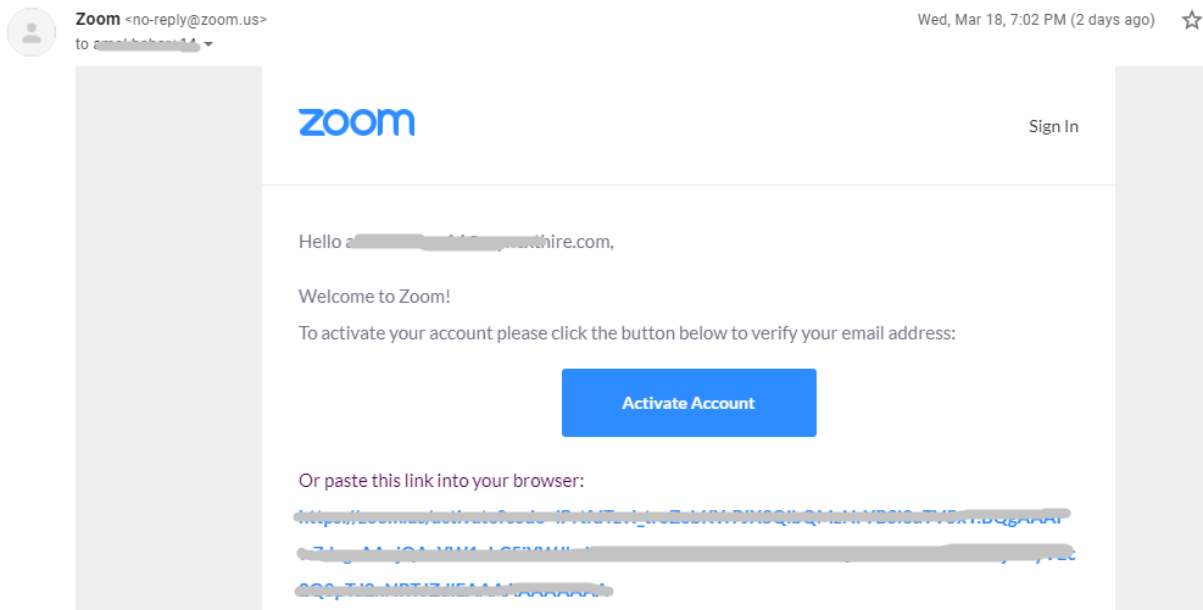 Zoom <no-reply@zoom.us>
Wed, Mar 18, 7:02 PM (2 days ago)
to
zoom
Sign In
Hello
Welcome to Zoom!
To activate your account please click the button below to verify your email address:
Activate Account
Or paste this link into your browser: